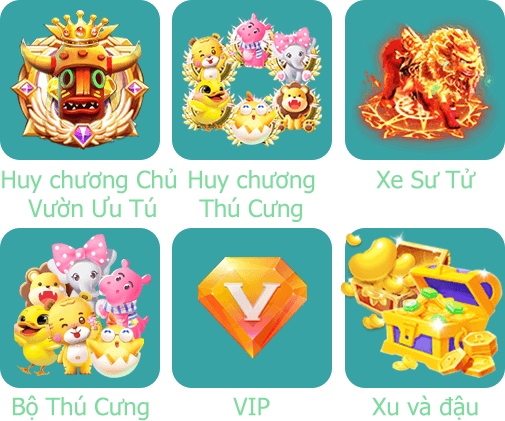 Huy chương Chủ
Vườn Ưu Tú
Huy chương
Thú Cưng
Xe Sư Tử
V
Bộ Thú Cưng
VIP
Xu và đậu